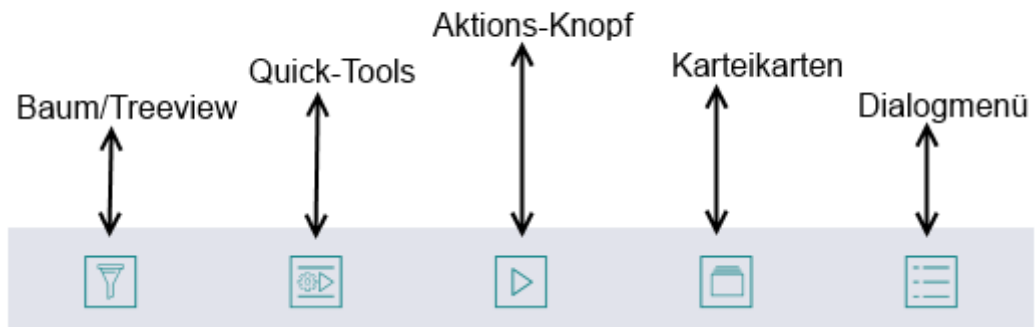 Baum/Treeview
Quick-Tools
Aktions-Knopf
Karteikarten
Dialogmenü